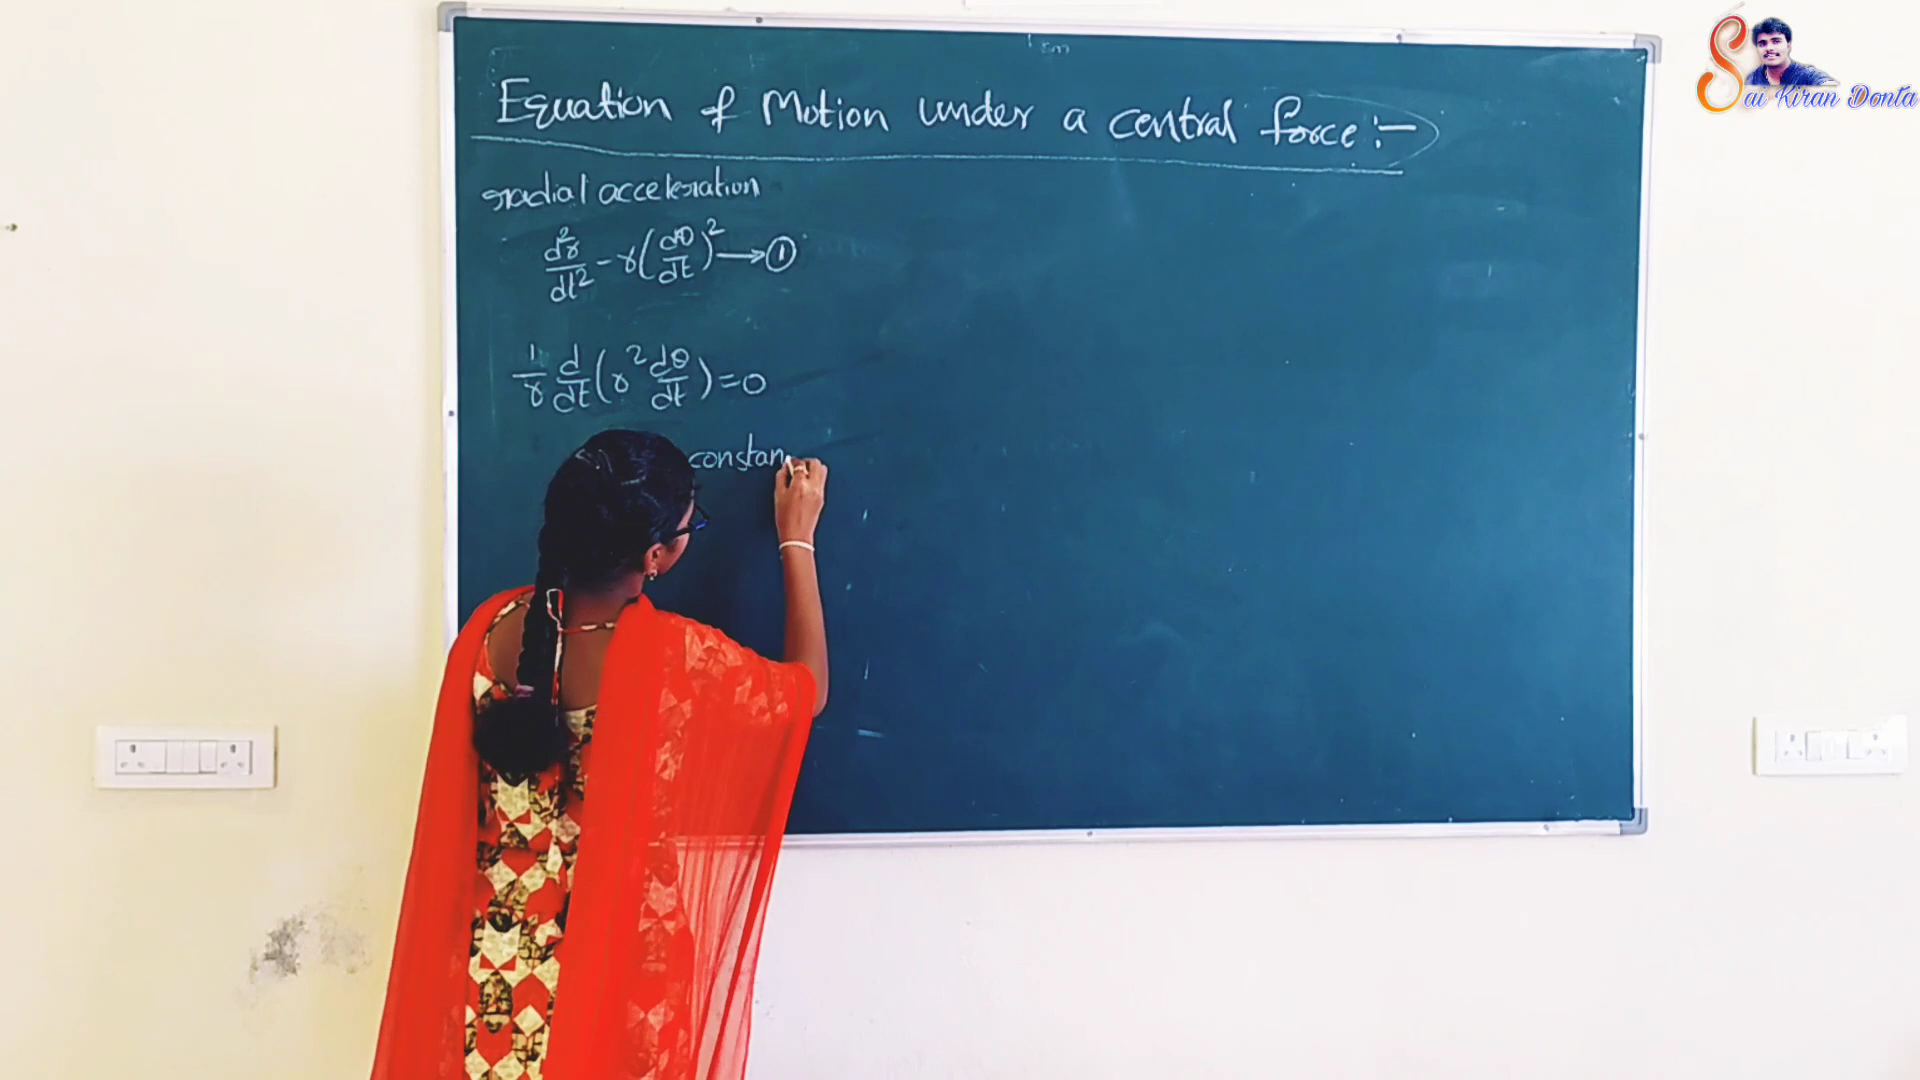 Equation of Motion under a central force :-
radial acceleration
d²r/dt² - r(dθ/dt)² → ①
1/r d/dt (r² dθ/dt) = 0
constan
Sai Kiran Donta